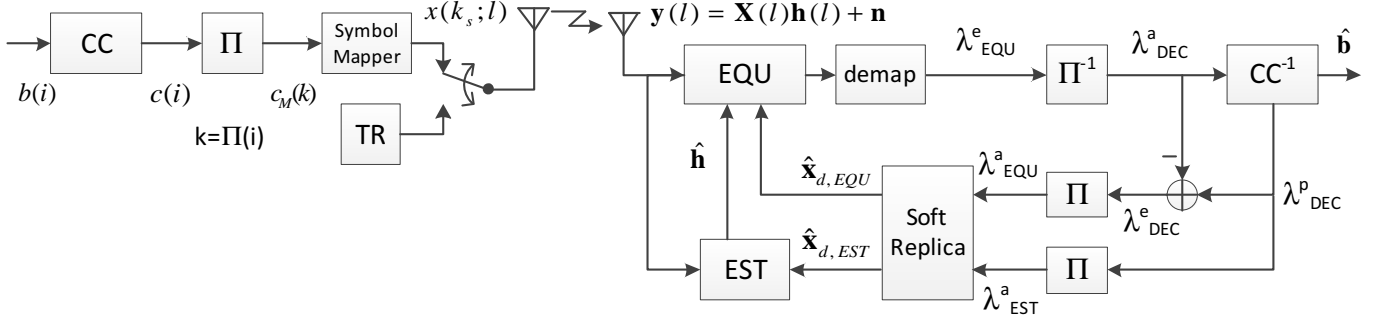 x(k_s;l)
y(l) = X(l)h(l) + n
CC
Π
Symbol Mapper
EQU
demap
λ^e_EQU
Π^-1
λ^a_DEC
CC^-1
b̂
b(i)
c(i)
c_M(k)
k=Π(i)
TR
ĥ
x̂_d,EQU
λ^a_EQU
Π
−
λ^e_DEC
λ^p_DEC
Soft Replica
EST
x̂_d,EST
Π
λ^a_EST